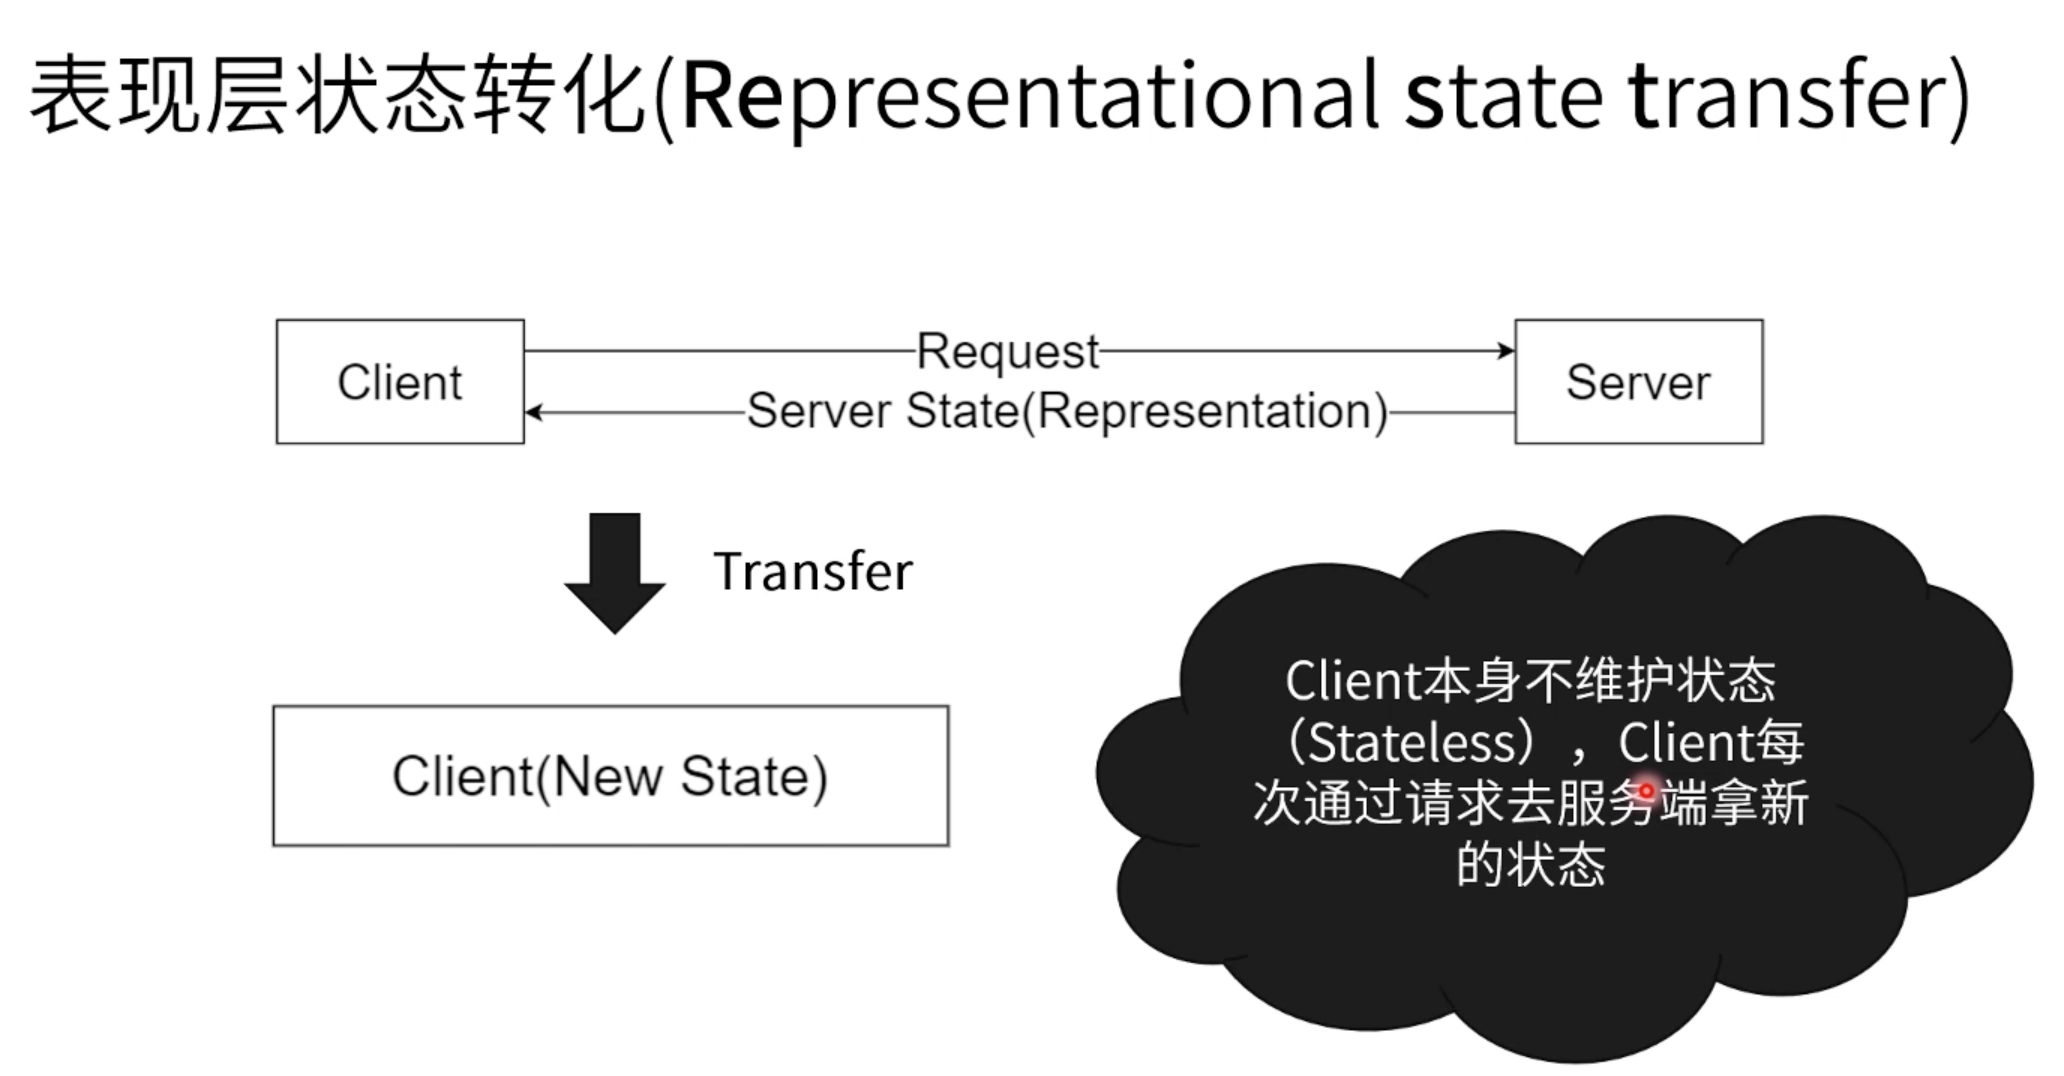 表现层状态转化(Representational state transfer)
Client
Request
Server State(Representation)
Server
Transfer
Client(New State)
Client本身不维护状态
（Stateless），Client每
次通过请求去服务端拿新
的状态